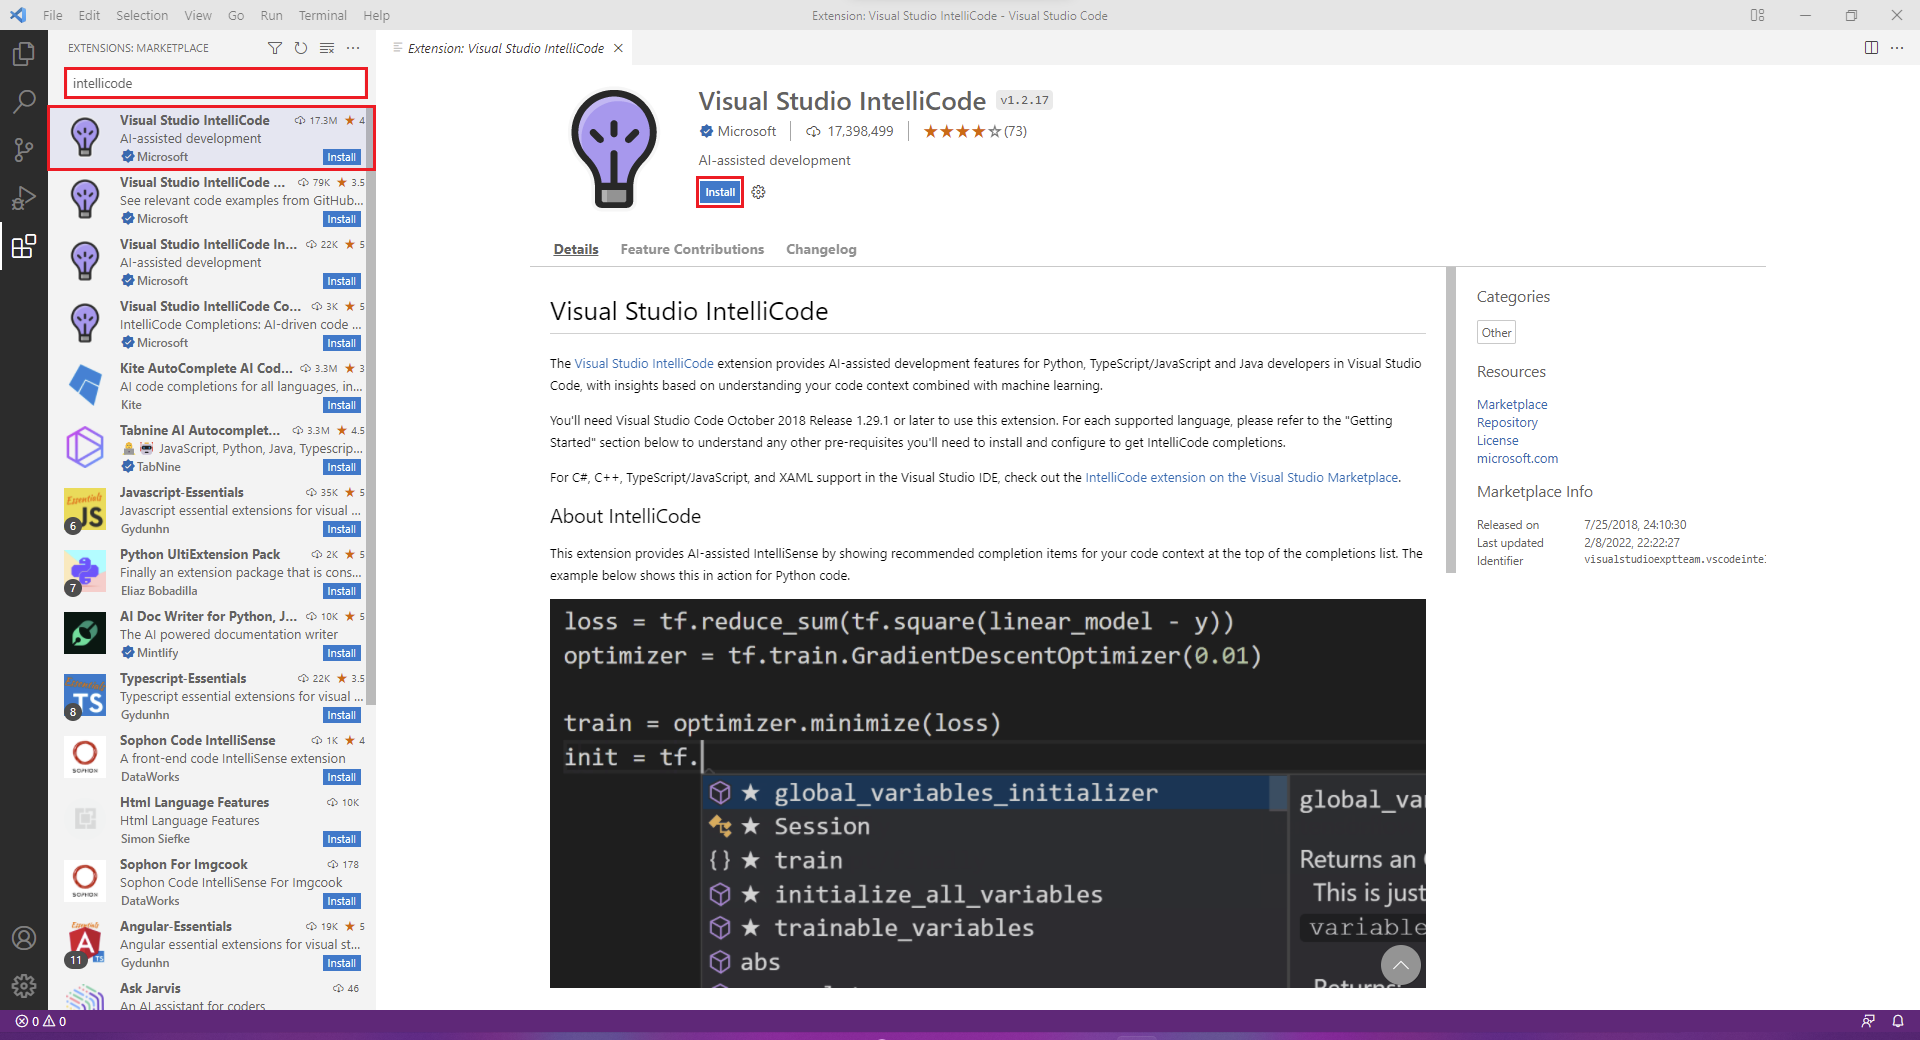 File Edit Selection View Go Run Terminal Help
Extension: Visual Studio IntelliCode - Visual Studio Code
EXTENSIONS: MARKETPLACE
intellicode
Visual Studio IntelliCode 17.3M 4
AI-assisted development
Microsoft Install
Visual Studio IntelliCode ... 79K 3.5
See relevant code examples from GitHub...
Microsoft Install
Visual Studio IntelliCode In... 22K 5
AI-assisted development
Microsoft Install
Visual Studio IntelliCode Co... 3K 5
IntelliCode Completions: AI-driven code ...
Microsoft Install
Kite AutoComplete AI Cod... 3.3M 3
AI code completions for all languages, in...
Kite Install
Tabnine AI Autocomplet... 3.3M 4.5
JavaScript, Python, Java, Typescrip...
TabNine Install
Essentials
JS
6
Javascript-Essentials 35K 5
Javascript essential extensions for visual ...
Gydunhn Install
7
Python UltiExtension Pack 2K 5
Finally an extension package that is cons...
Eliaz Bobadilla Install
AI Doc Writer for Python, J... 10K 5
The AI powered documentation writer
Mintlify Install
Essentials
TS
8
Typescript-Essentials 22K 3.5
Typescript essential extensions for visual ...
Gydunhn Install
SOPHON
Sophon Code IntelliSense 1K 4
A front-end code IntelliSense extension
DataWorks Install
Html Language Features 10K
Html Language Features
Simon Siefke Install
SOPHON
Sophon For Imgcook 178
Sophon Code IntelliSense For Imgcook
DataWorks Install
Essentials
A
TS
11
Angular-Essentials 19K 5
Angular essential extensions for visual st...
Gydunhn Install
Ask Jarvis 46
An AI assistant for coders
Extension: Visual Studio IntelliCode
Visual Studio IntelliCode v1.2.17
Microsoft 17,398,499 (73)
AI-assisted development
Install
Details Feature Contributions Changelog
Visual Studio IntelliCode
The Visual Studio IntelliCode extension provides AI-assisted development features for Python, TypeScript/JavaScript and Java developers in Visual Studio
Code, with insights based on understanding your code context combined with machine learning.
You'll need Visual Studio Code October 2018 Release 1.29.1 or later to use this extension. For each supported language, please refer to the "Getting
Started" section below to understand any other pre-requisites you'll need to install and configure to get IntelliCode completions.
For C#, C++, TypeScript/JavaScript, and XAML support in the Visual Studio IDE, check out the IntelliCode extension on the Visual Studio Marketplace.
About IntelliCode
This extension provides AI-assisted IntelliSense by showing recommended completion items for your code context at the top of the completions list. The
example below shows this in action for Python code.
loss = tf.reduce_sum(tf.square(linear_model - y))
optimizer = tf.train.GradientDescentOptimizer(0.01)
train = optimizer.minimize(loss)
init = tf.
★ global_variables_initializer
★ Session
{} ★ train
★ initialize_all_variables
★ trainable_variables
abs
global_va
Returns an
This is just
variable
Returns:
Categories
Other
Resources
Marketplace
Repository
License
microsoft.com
Marketplace Info
Released on 7/25/2018, 24:10:30
Last updated 2/8/2022, 22:22:27
Identifier visualstudioexptteam.vscodeintel
0 0